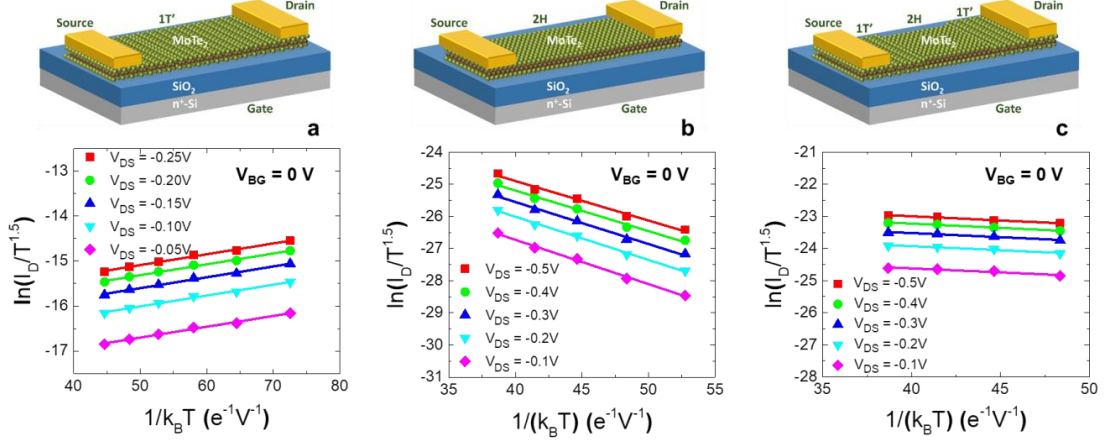 1T′
Drain
Source
MoTe2
SiO2
n+-Si
Gate
a
2H
Drain
Source
MoTe2
SiO2
n+-Si
Gate
b
1T′
2H
Drain
Source
1T′
MoTe2
SiO2
n+-Si
Gate
c
VDS = -0.25V
VDS = -0.20V
VDS = -0.15V
VDS = -0.10V
VDS = -0.05V
VBG = 0 V
ln(ID/T1.5)
-13
-14
-15
-16
-17
40 50 60 70 80
1/kBT (e-1V-1)
VBG = 0 V
VDS = -0.5V
VDS = -0.4V
VDS = -0.3V
VDS = -0.2V
VDS = -0.1V
ln(ID/T1.5)
-24
-25
-26
-27
-28
-29
-30
-31
35 40 45 50 55
1/(kBT) (e-1V-1)
VBG = 0 V
VDS = -0.5V
VDS = -0.4V
VDS = -0.3V
VDS = -0.2V
VDS = -0.1V
ln(ID/T1.5)
-21
-22
-23
-24
-25
-26
-27
-28
35 40 45 50
1/(kBT) (e-1V-1)